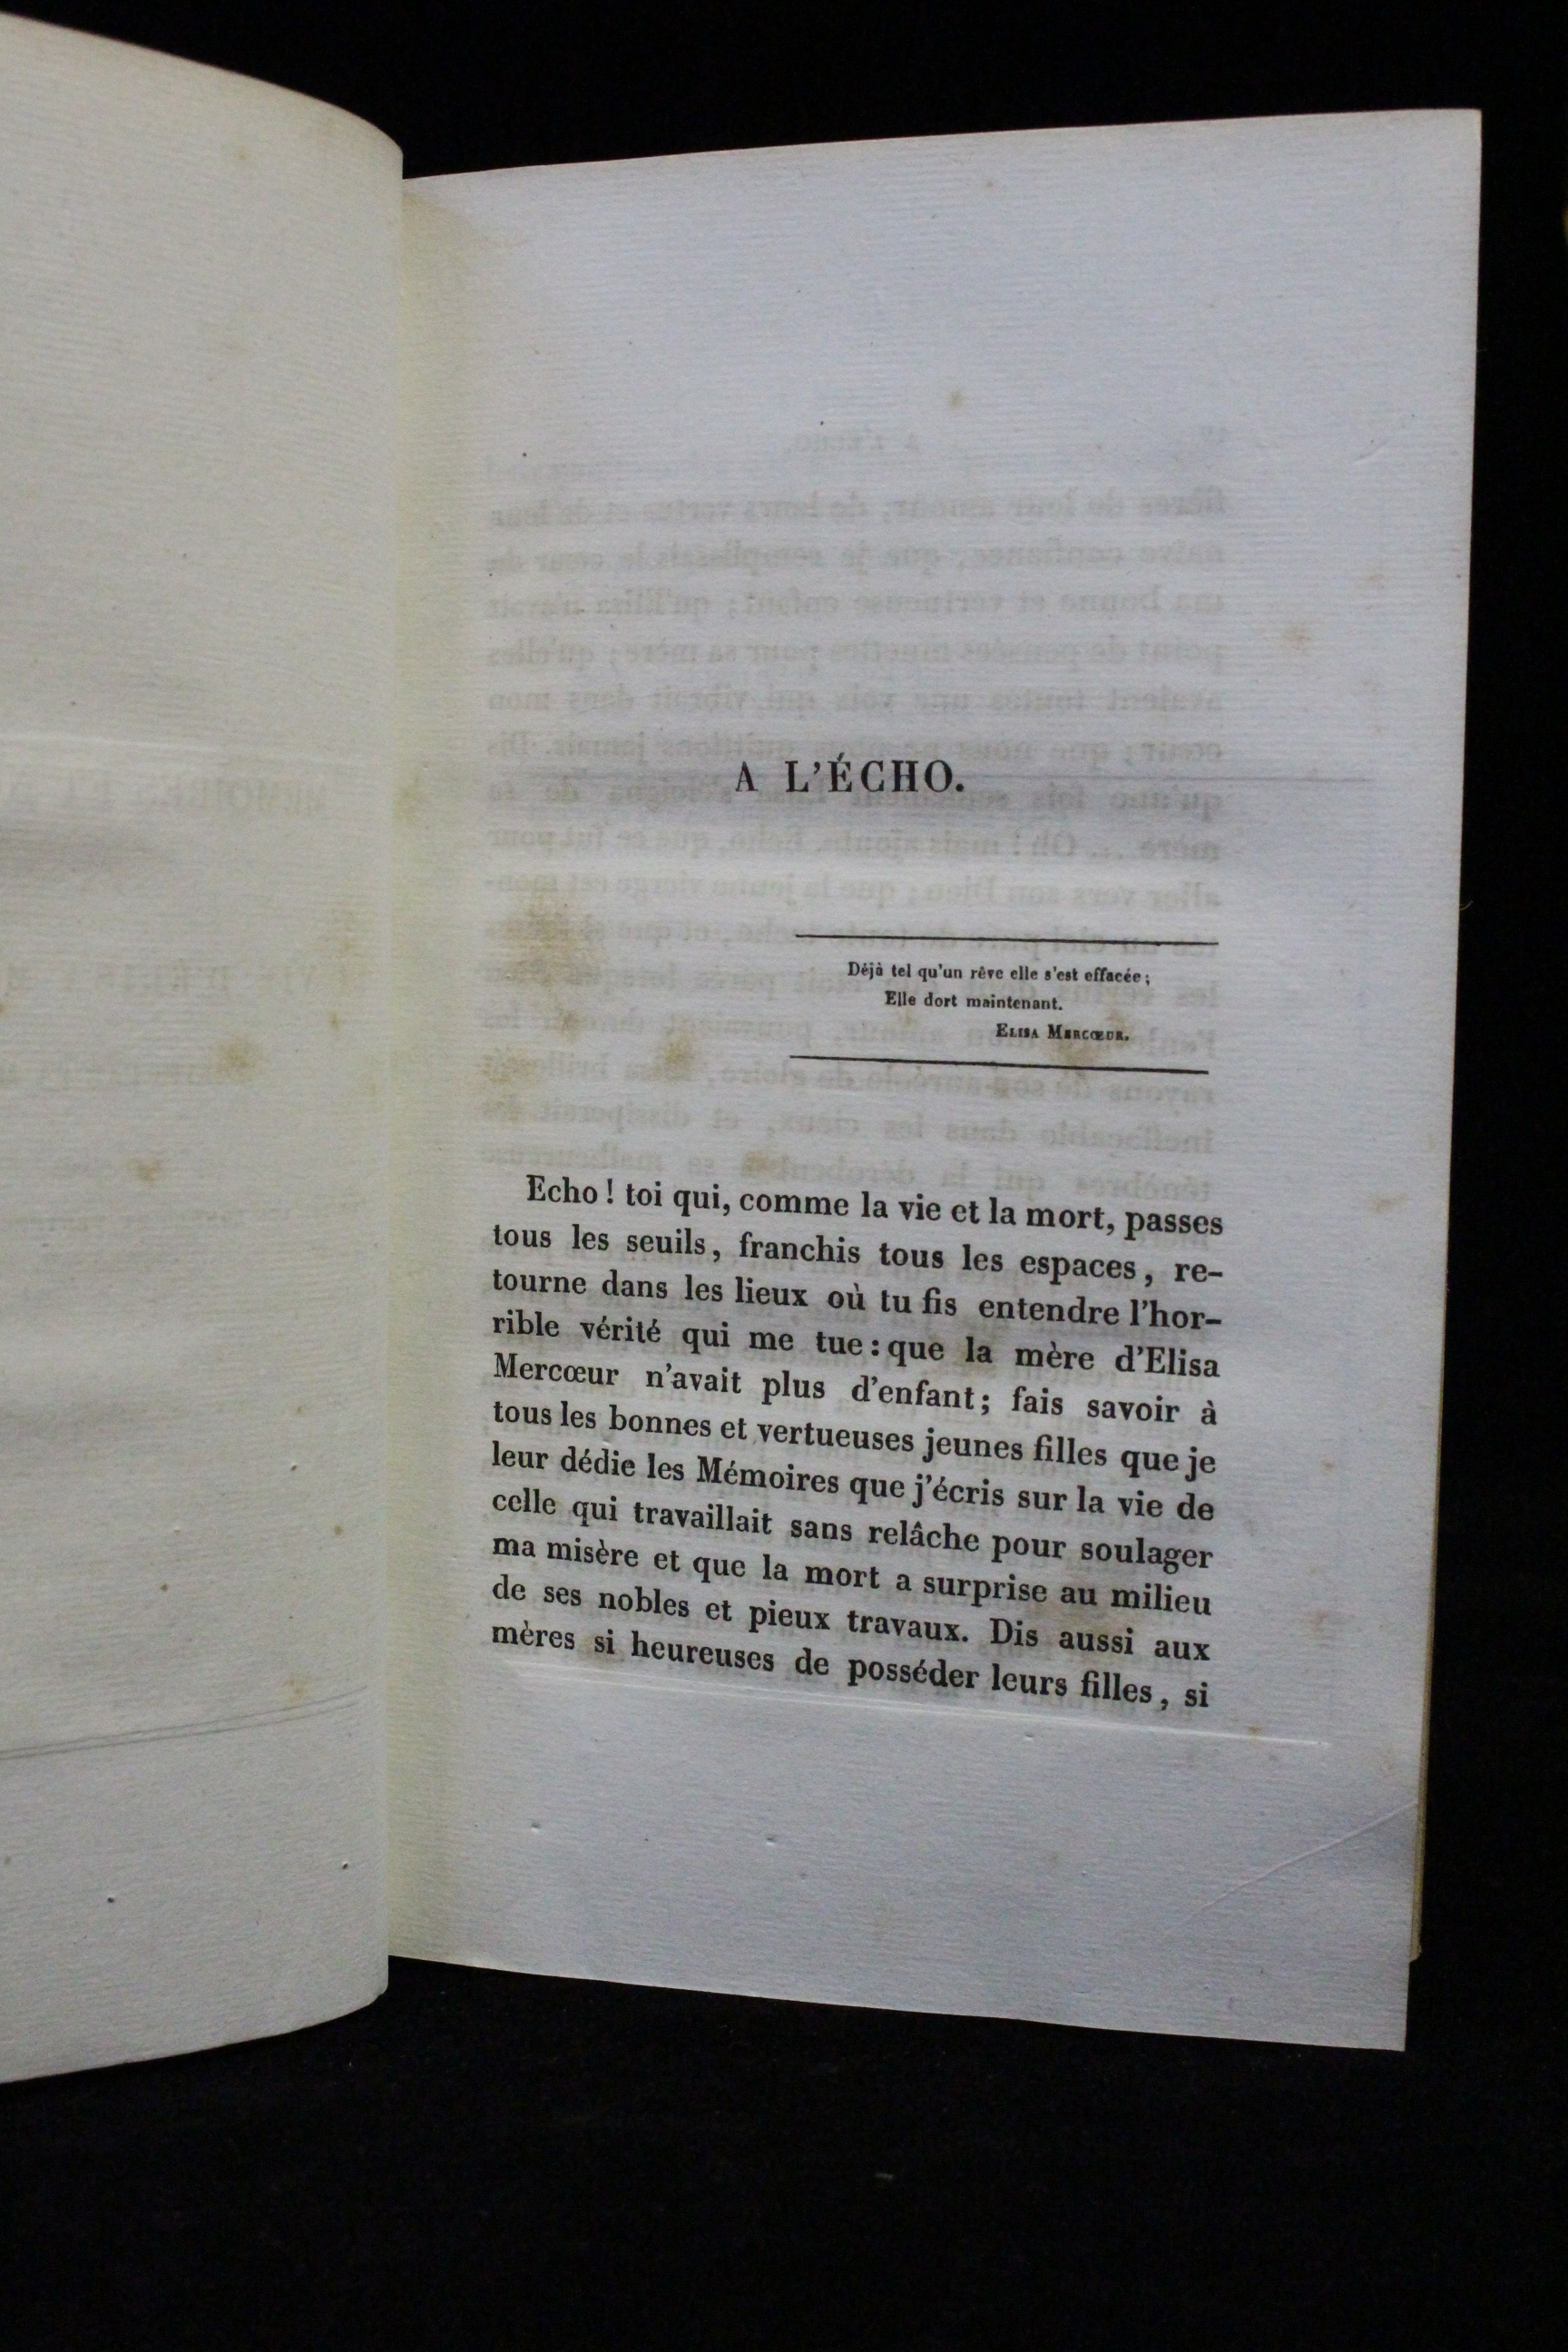 A L'ÉCHO.
Déjà tel qu'un rêve elle s'est effacée ;
Elle dort maintenant.
ELISA MERCŒUR.
Echo ! toi qui, comme la vie et la mort, passes
tous les seuils, franchis tous les espaces, re-
tourne dans les lieux où tu fis entendre l'hor-
rible vérité qui me tue : que la mère d'Elisa
Mercœur n'avait plus d'enfant ; fais savoir à
tous les bonnes et vertueuses jeunes filles que je
leur dédie les Mémoires que j'écris sur la vie de
celle qui travaillait sans relâche pour soulager
ma misère et que la mort a surprise au milieu
de ses nobles et pieux travaux. Dis aussi aux
mères si heureuses de posséder leurs filles, si